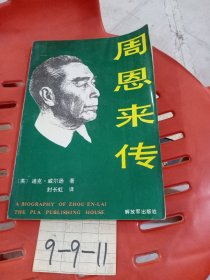 周恩来传
（英）迪克·威尔逊 著
封长虹 译
A BIOGRAPHY OF ZHOU EN-LAI
THE PLA PUBLISHING HOUSE
解放军出版社
9-9-11